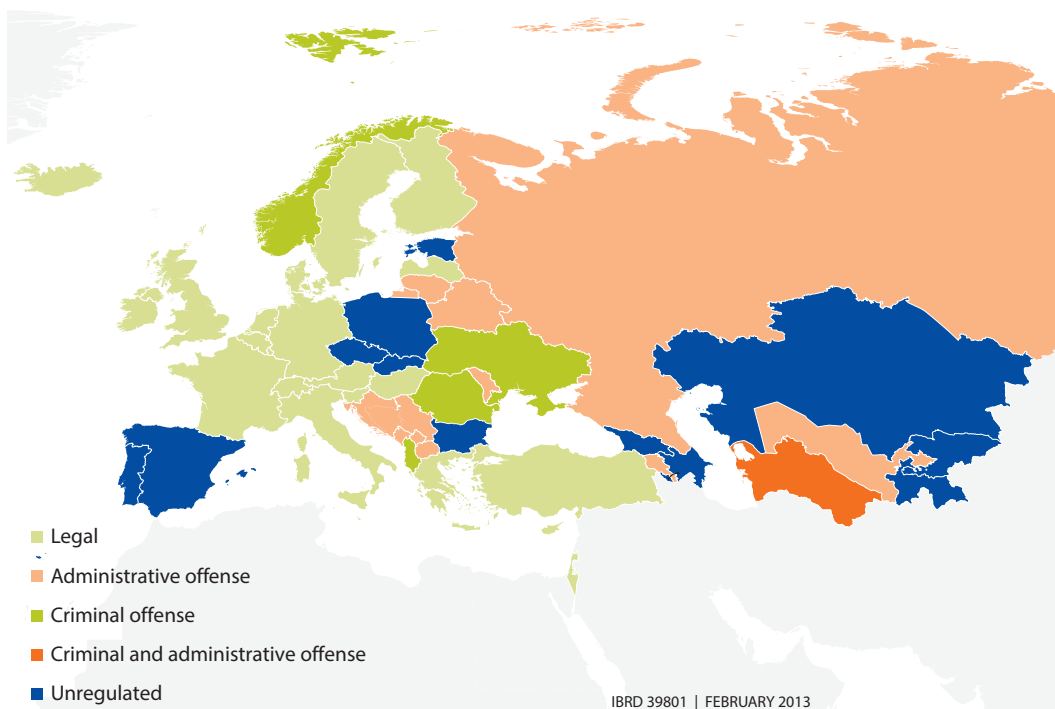 Legal
Administrative offense
Criminal offense
Criminal and administrative offense
Unregulated
IBRD 39801 | FEBRUARY 2013